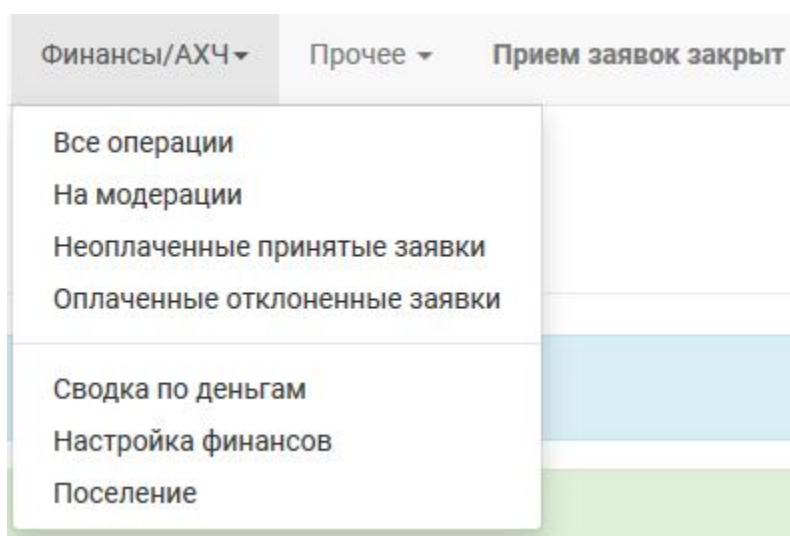 Финансы/АХЧ Прочее Прием заявок закрыт
Все операции
На модерации
Неоплаченные принятые заявки
Оплаченные отклоненные заявки
Сводка по деньгам
Настройка финансов
Поселение